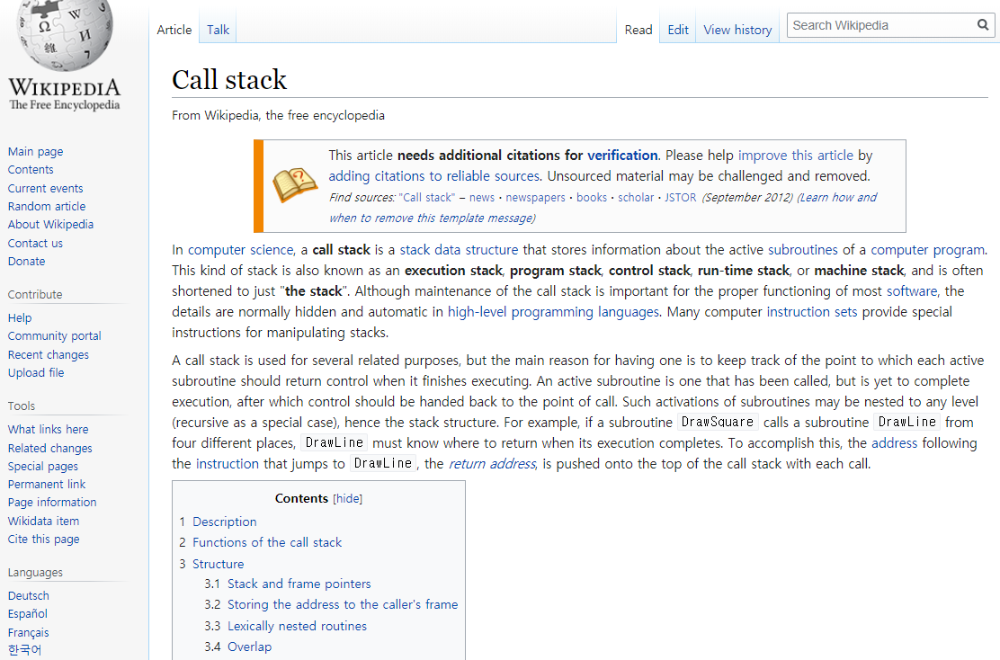 Article Talk Read Edit View history Search Wikipedia
WIKIPEDIA
The Free Encyclopedia
Main page
Contents
Current events
Random article
About Wikipedia
Contact us
Donate
Contribute
Help
Community portal
Recent changes
Upload file
Tools
What links here
Related changes
Special pages
Permanent link
Page information
Wikidata item
Cite this page
Languages
Deutsch
Español
Français
한국어
Call stack
From Wikipedia, the free encyclopedia
This article needs additional citations for verification. Please help improve this article by
adding citations to reliable sources. Unsourced material may be challenged and removed.
Find sources: "Call stack" – news · newspapers · books · scholar · JSTOR (September 2012) (Learn how and
when to remove this template message)
In computer science, a call stack is a stack data structure that stores information about the active subroutines of a computer program.
This kind of stack is also known as an execution stack, program stack, control stack, run-time stack, or machine stack, and is often
shortened to just "the stack". Although maintenance of the call stack is important for the proper functioning of most software, the
details are normally hidden and automatic in high-level programming languages. Many computer instruction sets provide special
instructions for manipulating stacks.
A call stack is used for several related purposes, but the main reason for having one is to keep track of the point to which each active
subroutine should return control when it finishes executing. An active subroutine is one that has been called, but is yet to complete
execution, after which control should be handed back to the point of call. Such activations of subroutines may be nested to any level
(recursive as a special case), hence the stack structure. For example, if a subroutine DrawSquare calls a subroutine DrawLine from
four different places, DrawLine must know where to return when its execution completes. To accomplish this, the address following
the instruction that jumps to DrawLine, the return address, is pushed onto the top of the call stack with each call.
Contents [hide]
1 Description
2 Functions of the call stack
3 Structure
3.1 Stack and frame pointers
3.2 Storing the address to the caller's frame
3.3 Lexically nested routines
3.4 Overlap